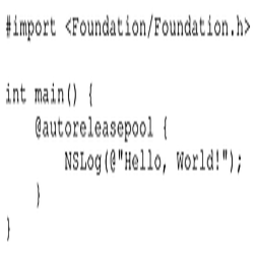 #import <Foundation/Foundation.h>

int main() {
    @autoreleasepool {
        NSLog(@"Hello, World!");
    }
}